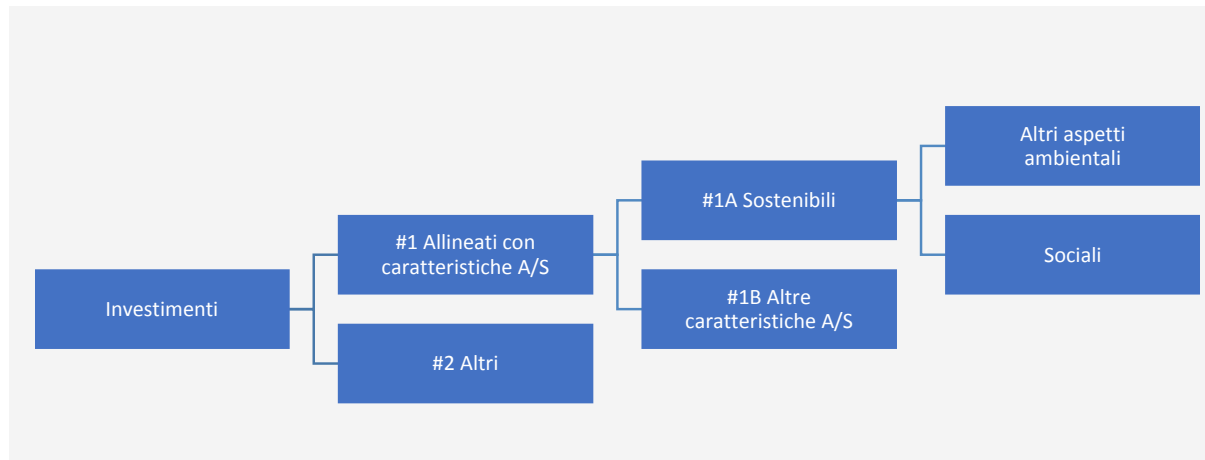 Investimenti
#1 Allineati con
caratteristiche A/S
#2 Altri
#1A Sostenibili
#1B Altre
caratteristiche A/S
Altri aspetti
ambientali
Sociali